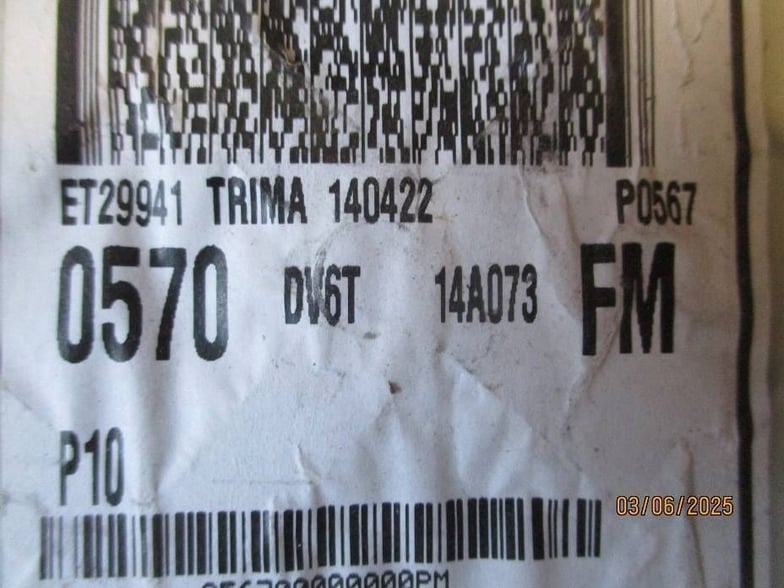 ET29941 TRIMA 140422 P0567
0570 DV6T 14A073 FM
P10
03/06/2025